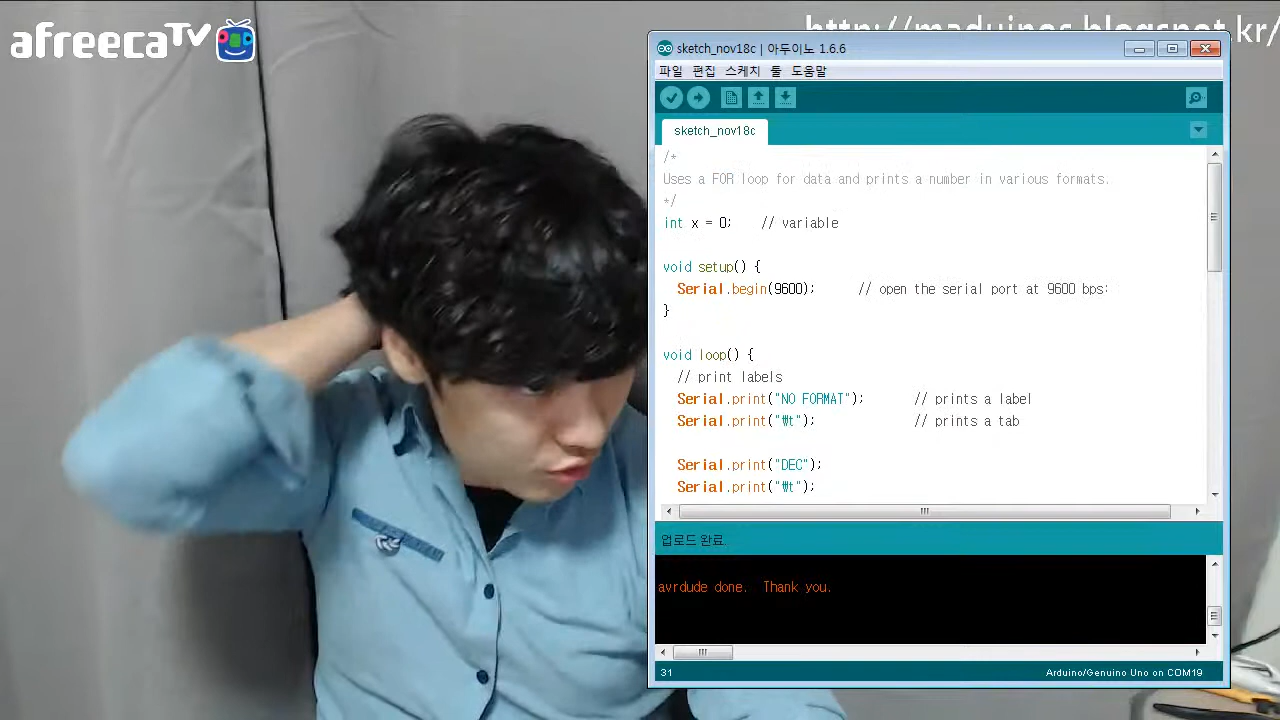 afreecaTV
http://maduinos.blogspot.kr/
sketch_nov18c | 아두이노 1.6.6
파일 편집 스케치 툴 도움말
sketch_nov18c
/*
Uses a FOR loop for data and prints a number in various formats.
*/
int x = 0;    // variable
void setup() {
Serial.begin(9600);      // open the serial port at 9600 bps:
}
void loop() {
// print labels
Serial.print("NO FORMAT");       // prints a label
Serial.print("₩t");              // prints a tab
Serial.print("DEC");
Serial.print("₩t");
업로드 완료.
avrdude done.  Thank you.
31
Arduino/Genuino Uno on COM19